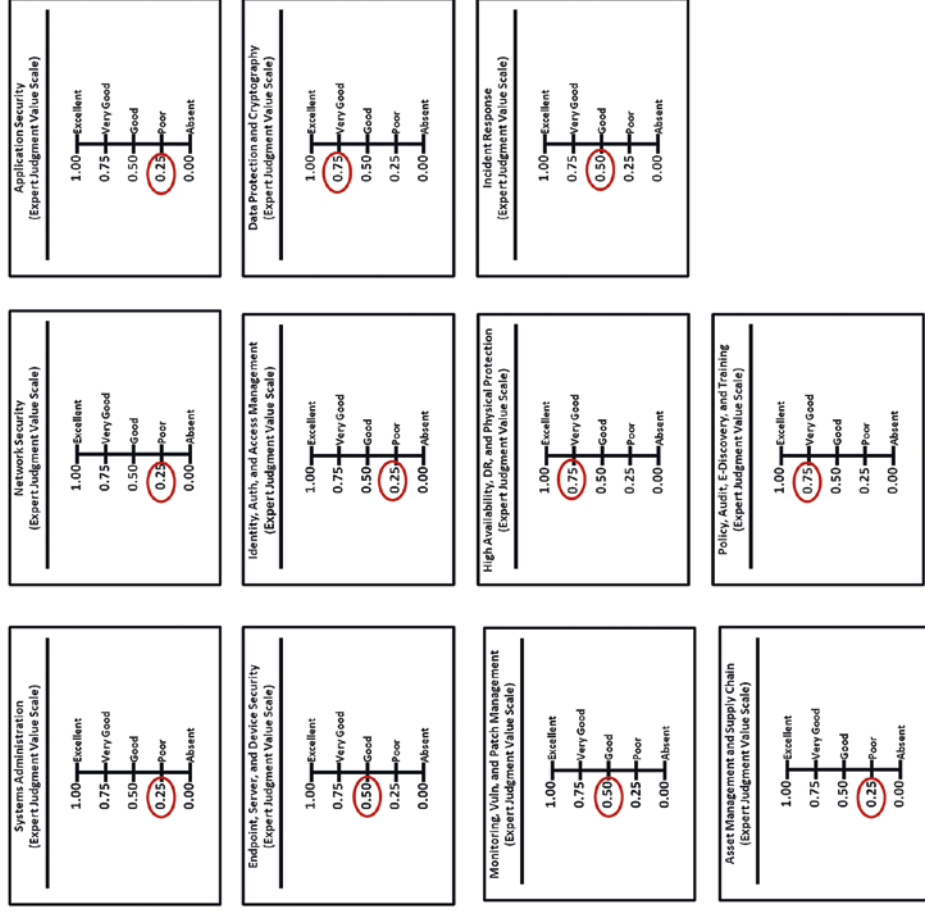 Systems Administration
(Expert Judgment Value Scale)
1.00 Excellent
0.75 Very Good
0.50 Good
0.25 Poor
0.00 Absent
Network Security
(Expert Judgment Value Scale)
1.00 Excellent
0.75 Very Good
0.50 Good
0.25 Poor
0.00 Absent
Application Security
(Expert Judgment Value Scale)
1.00 Excellent
0.75 Very Good
0.50 Good
0.25 Poor
0.00 Absent
Endpoint, Server, and Device Security
(Expert Judgment Value Scale)
1.00 Excellent
0.75 Very Good
0.50 Good
0.25 Poor
0.00 Absent
Identity, Auth, and Access Management
(Expert Judgment Value Scale)
1.00 Excellent
0.75 Very Good
0.50 Good
0.25 Poor
0.00 Absent
Data Protection and Cryptography
(Expert Judgment Value Scale)
1.00 Excellent
0.75 Very Good
0.50 Good
0.25 Poor
0.00 Absent
Monitoring, Vuln, and Patch Management
(Expert Judgment Value Scale)
1.00 Excellent
0.75 Very Good
0.50 Good
0.25 Poor
0.00 Absent
High Availability, DR, and Physical Protection
(Expert Judgment Value Scale)
1.00 Excellent
0.75 Very Good
0.50 Good
0.25 Poor
0.00 Absent
Incident Response
(Expert Judgment Value Scale)
1.00 Excellent
0.75 Very Good
0.50 Good
0.25 Poor
0.00 Absent
Asset Management and Supply Chain
(Expert Judgment Value Scale)
1.00 Excellent
0.75 Very Good
0.50 Good
0.25 Poor
0.00 Absent
Policy, Audit, E-Discovery, and Training
(Expert Judgment Value Scale)
1.00 Excellent
0.75 Very Good
0.50 Good
0.25 Poor
0.00 Absent